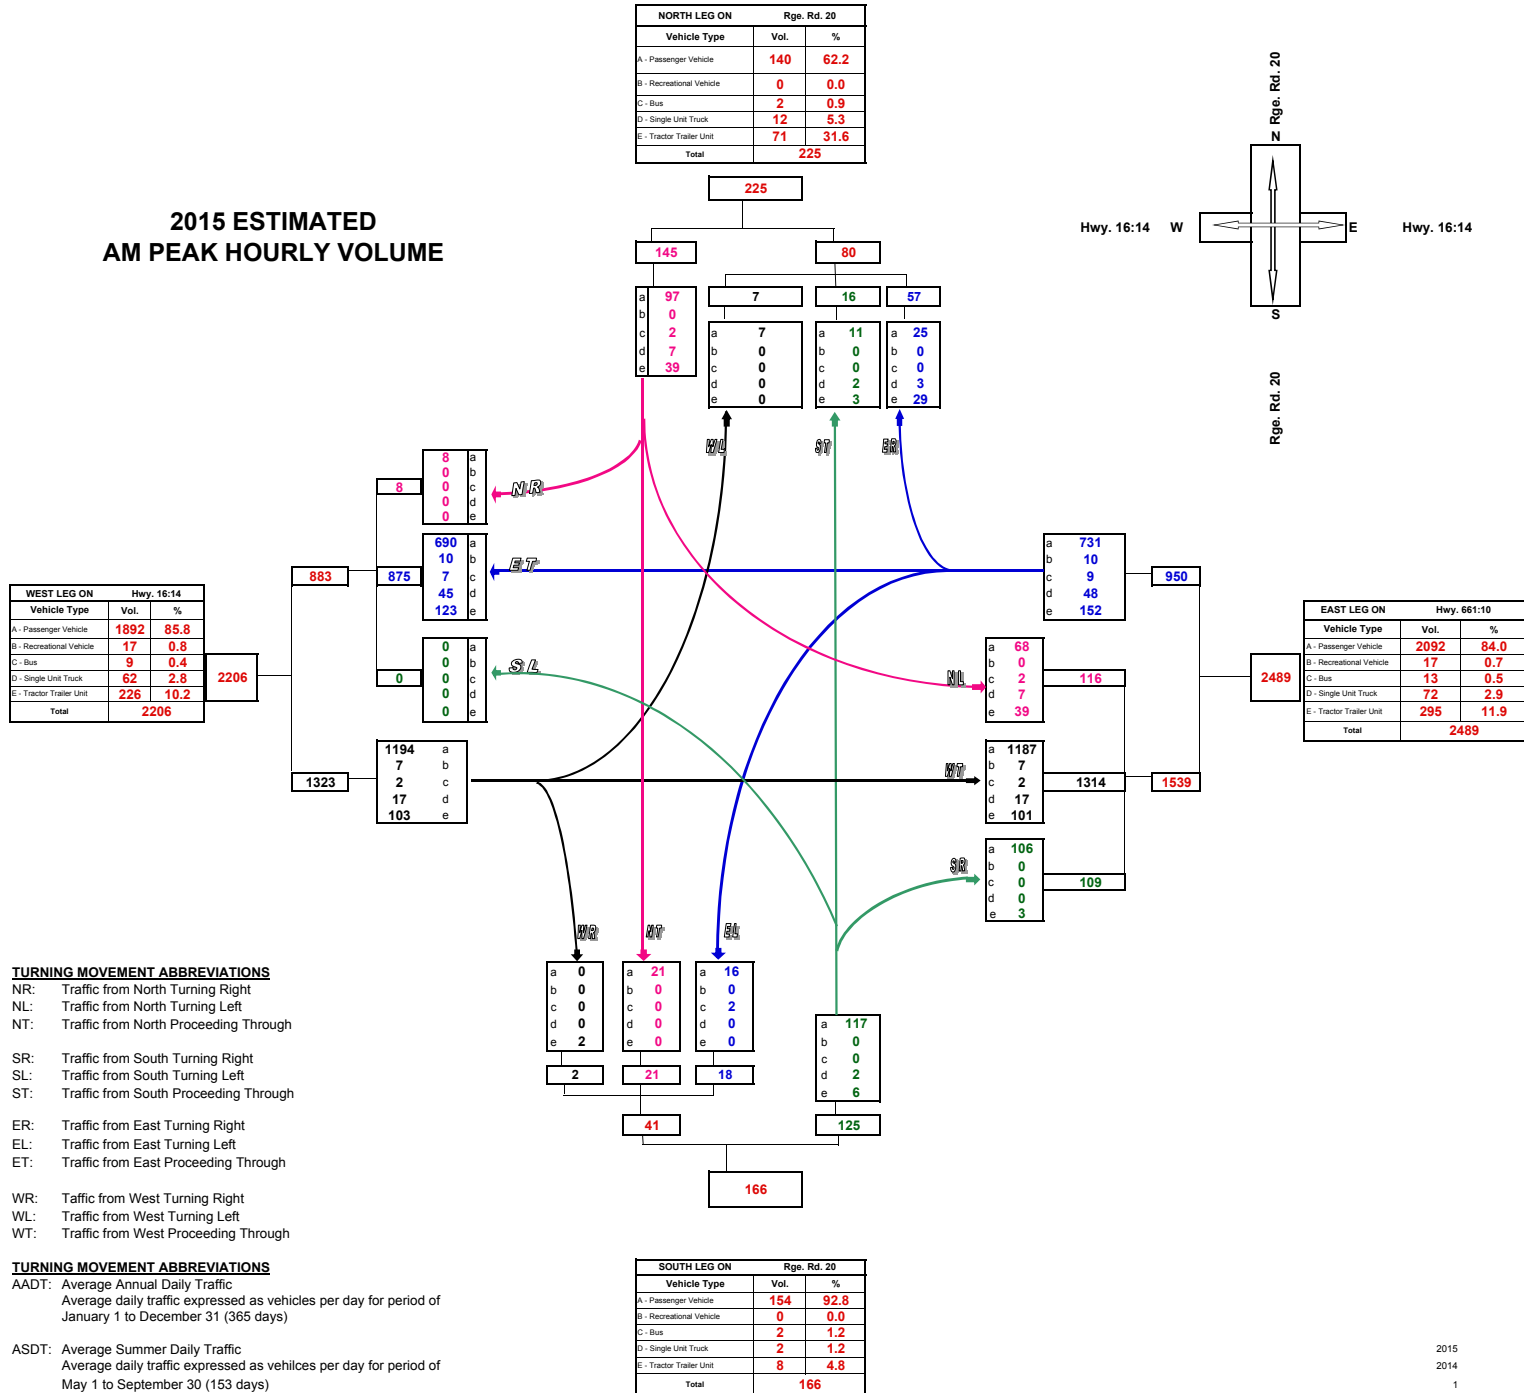 NORTH LEG ON Rge. Rd. 20
Vehicle Type Vol. %
A - Passenger Vehicle 140 62.2
B - Recreational Vehicle 0 0.0
C - Bus 2 0.9
D - Single Unit Truck 12 5.3
E - Tractor Trailer Unit 71 31.6
Total 225
225
2015 ESTIMATED
AM PEAK HOURLY VOLUME
Rge. Rd. 20
N
Hwy. 16:14 W E Hwy. 16:14
S
Rge. Rd. 20
145 80
7 16 57
a 97
b 0
c 2
d 7
e 39
a 7
b 0
c 0
d 0
e 0
a 11
b 0
c 0
d 2
e 3
a 25
b 0
c 0
d 3
e 29
WL ST ER
8 a
0 b
0 c
0 d
0 e
8
NR
690 a
10 b
7 c
45 d
123 e
883 875
ET
a 731
b 10
c 9
d 48
e 152
950
WEST LEG ON Hwy. 16:14
Vehicle Type Vol. %
A - Passenger Vehicle 1892 85.8
B - Recreational Vehicle 17 0.8
C - Bus 9 0.4
D - Single Unit Truck 62 2.8
E - Tractor Trailer Unit 226 10.2
Total 2206
2206
0 a
0 b
0 c
0 d
0 e
0
SL
NL
a 68
b 0
c 2
d 7
e 39
116
2489
EAST LEG ON Hwy. 661:10
Vehicle Type Vol. %
A - Passenger Vehicle 2092 84.0
B - Recreational Vehicle 17 0.7
C - Bus 13 0.5
D - Single Unit Truck 72 2.9
E - Tractor Trailer Unit 295 11.9
Total 2489
1323
1194 a
7 b
2 c
17 d
103 e
WT
a 1187
b 7
c 2
d 17
e 101
1314 1539
SR
a 106
b 0
c 0
d 0
e 3
109
WR NT EL
a 0
b 0
c 0
d 0
e 2
a 21
b 0
c 0
d 0
e 0
a 16
b 0
c 2
d 0
e 0
a 117
b 0
c 0
d 2
e 6
2 21 18
41 125
166
TURNING MOVEMENT ABBREVIATIONS
NR: Traffic from North Turning Right
NL: Traffic from North Turning Left
NT: Traffic from North Proceeding Through
SR: Traffic from South Turning Right
SL: Traffic from South Turning Left
ST: Traffic from South Proceeding Through
ER: Traffic from East Turning Right
EL: Traffic from East Turning Left
ET: Traffic from East Proceeding Through
WR: Taffic from West Turning Right
WL: Traffic from West Turning Left
WT: Traffic from West Proceeding Through
TURNING MOVEMENT ABBREVIATIONS
AADT: Average Annual Daily Traffic
Average daily traffic expressed as vehicles per day for period of
January 1 to December 31 (365 days)
ASDT: Average Summer Daily Traffic
Average daily traffic expressed as vehilces per day for period of
May 1 to September 30 (153 days)
SOUTH LEG ON Rge. Rd. 20
Vehicle Type Vol. %
A - Passenger Vehicle 154 92.8
B - Recreational Vehicle 0 0.0
C - Bus 2 1.2
D - Single Unit Truck 2 1.2
E - Tractor Trailer Unit 8 4.8
Total 166
2015
2014
1